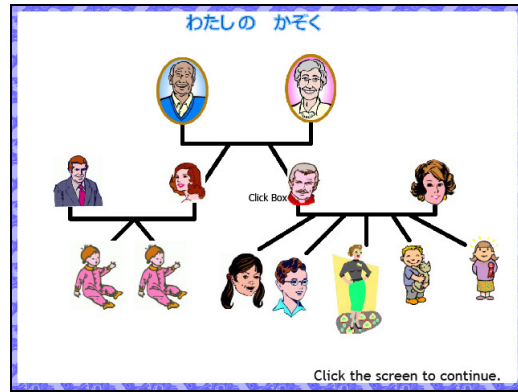 わたしの　かぞく
Click Box
Click the screen to continue.